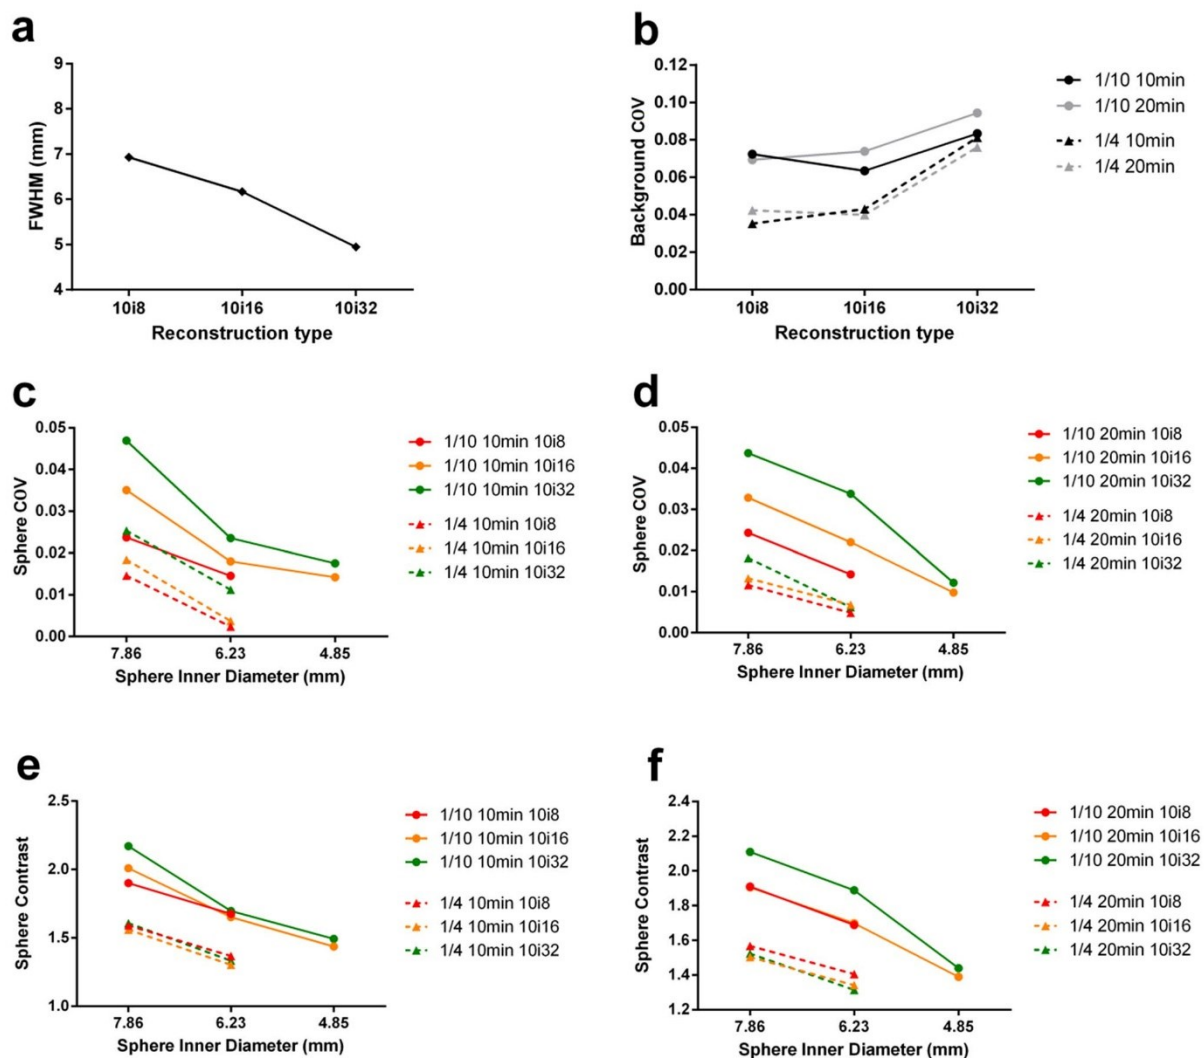 a
9
8
7
6
5
4
FWHM (mm)
10i8
10i16
10i32
Reconstruction type
b
0.12
0.10
0.08
0.06
0.04
0.02
0.00
Background COV
10i8
10i16
10i32
Reconstruction type
1/10 10min
1/10 20min
1/4 10min
1/4 20min
c
0.05
0.04
0.03
0.02
0.01
0.00
Sphere COV
7.86
6.23
4.85
Sphere Inner Diameter (mm)
1/10 10min 10i8
1/10 10min 10i16
1/10 10min 10i32
1/4 10min 10i8
1/4 10min 10i16
1/4 10min 10i32
d
0.05
0.04
0.03
0.02
0.01
0.00
Sphere COV
7.86
6.23
4.85
Sphere Inner Diameter (mm)
1/10 20min 10i8
1/10 20min 10i16
1/10 20min 10i32
1/4 20min 10i8
1/4 20min 10i16
1/4 20min 10i32
e
2.5
2.0
1.5
1.0
Sphere Contrast
7.86
6.23
4.85
Sphere Inner Diameter (mm)
1/10 10min 10i8
1/10 10min 10i16
1/10 10min 10i32
1/4 10min 10i8
1/4 10min 10i16
1/4 10min 10i32
f
2.4
2.2
2.0
1.8
1.6
1.4
1.2
Sphere Contrast
7.86
6.23
4.85
Sphere Inner Diameter (mm)
1/10 20min 10i8
1/10 20min 10i16
1/10 20min 10i32
1/4 20min 10i8
1/4 20min 10i16
1/4 20min 10i32